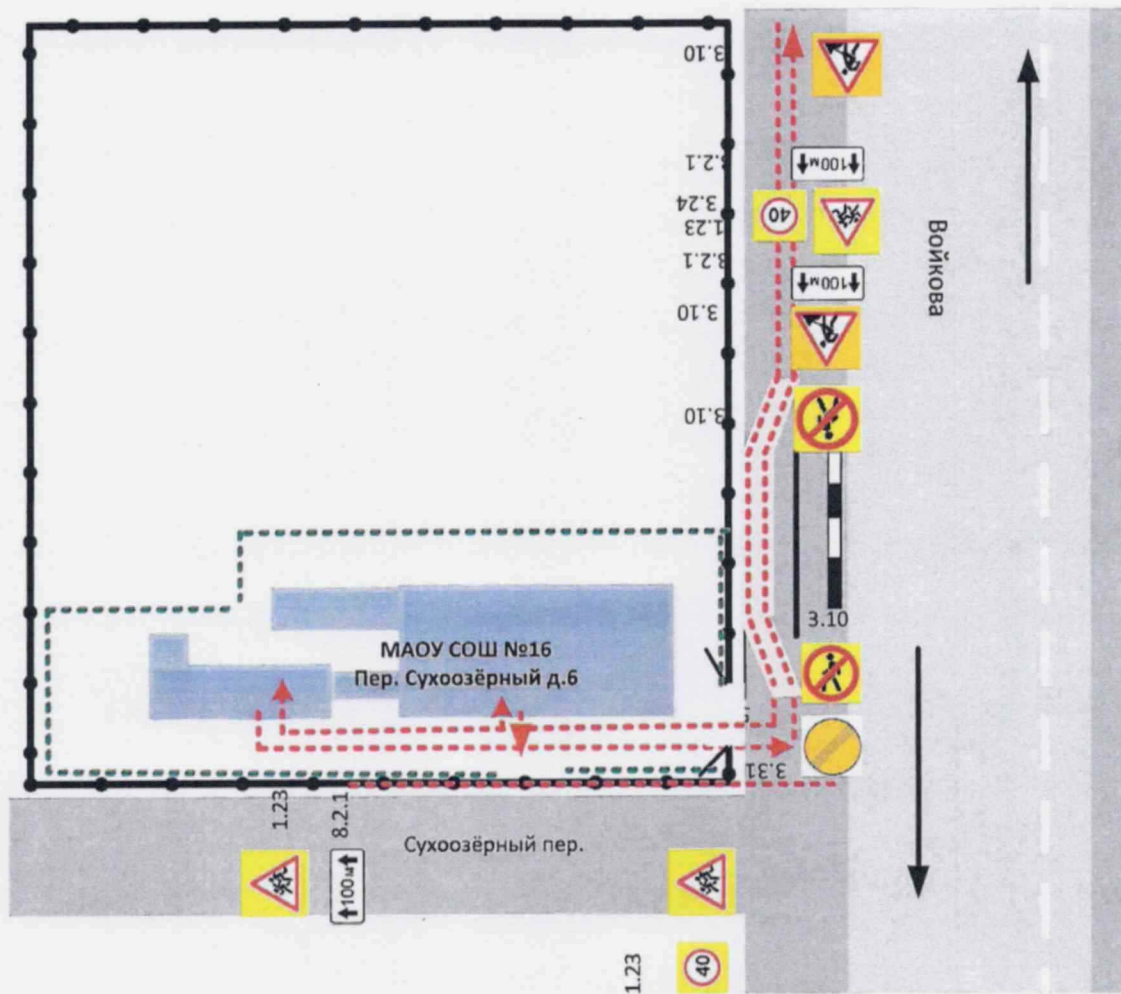 3.10
8.2.1
100м
3.24
40
1.23
8.2.1
100м
3.10
3.10
Войкова
3.10
МАОУ СОШ №16
Пер. Сухоозёрный д.6
3.31
1.23
8.2.1
100м
Сухоозёрный пер.
1.23
40